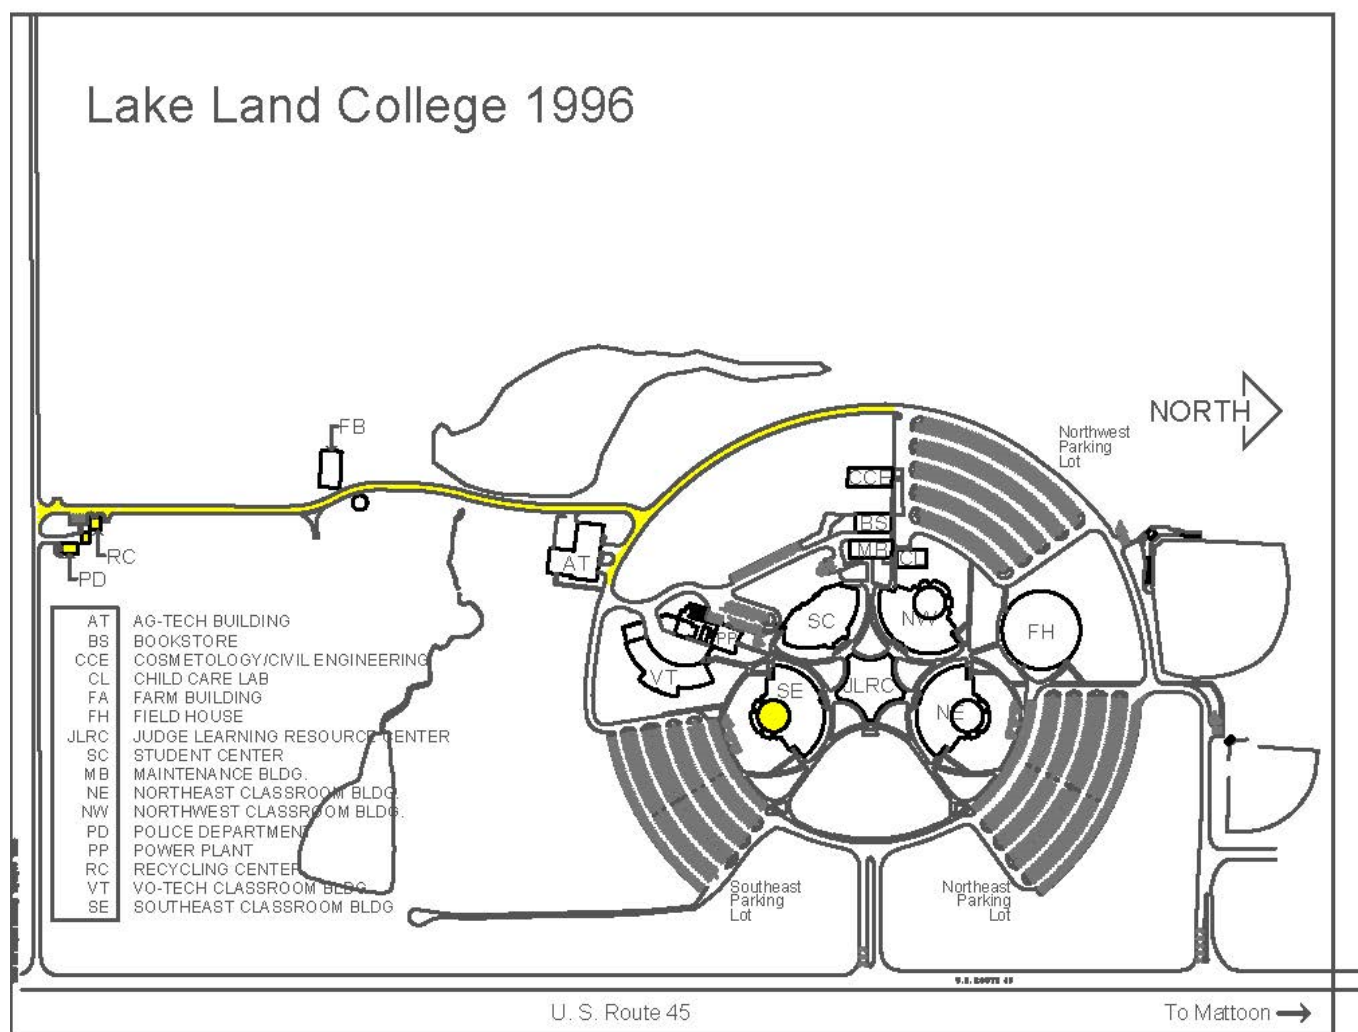 Lake Land College 1996
FB
NORTH
Northwest
Parking
Lot
CCE
BS
MB
CL
AT
RC
PD
SC
NW
FH
PP
VT
SE
JLRC
NE
AT AG-TECH BUILDING
BS BOOKSTORE
CCE COSMETOLOGY/CIVIL ENGINEERING
CL CHILD CARE LAB
FA FARM BUILDING
FH FIELD HOUSE
JLRC JUDGE LEARNING RESOURCE CENTER
SC STUDENT CENTER
MB MAINTENANCE BLDG.
NE NORTHEAST CLASSROOM BLDG.
NW NORTHWEST CLASSROOM BLDG.
PD POLICE DEPARTMENT
PP POWER PLANT
RC RECYCLING CENTER
VT VO-TECH CLASSROOM BLDG
SE SOUTHEAST CLASSROOM BLDG
Southeast
Parking
Lot
Northeast
Parking
Lot
U.S. ROUTE 45
U. S. Route 45
To Mattoon